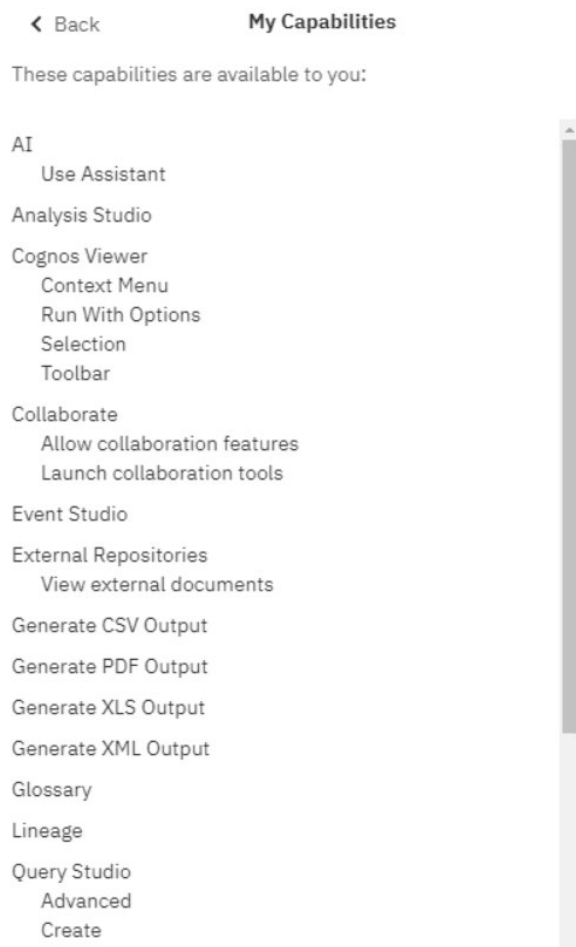 Back
My Capabilities
These capabilities are available to you:
AI
Use Assistant
Analysis Studio
Cognos Viewer
Context Menu
Run With Options
Selection
Toolbar
Collaborate
Allow collaboration features
Launch collaboration tools
Event Studio
External Repositories
View external documents
Generate CSV Output
Generate PDF Output
Generate XLS Output
Generate XML Output
Glossary
Lineage
Query Studio
Advanced
Create